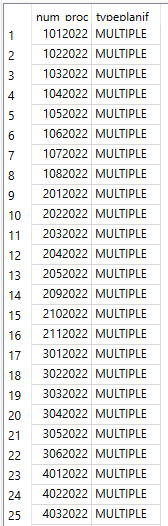 num_proc typeplanif
1 1012022 MULTIPLE
2 1022022 MULTIPLE
3 1032022 MULTIPLE
4 1042022 MULTIPLE
5 1052022 MULTIPLE
6 1062022 MULTIPLE
7 1072022 MULTIPLE
8 1082022 MULTIPLE
9 2012022 MULTIPLE
10 2022022 MULTIPLE
11 2032022 MULTIPLE
12 2042022 MULTIPLE
13 2052022 MULTIPLE
14 2092022 MULTIPLE
15 2102022 MULTIPLE
16 2112022 MULTIPLE
17 3012022 MULTIPLE
18 3022022 MULTIPLE
19 3032022 MULTIPLE
20 3042022 MULTIPLE
21 3052022 MULTIPLE
22 3062022 MULTIPLE
23 4012022 MULTIPLE
24 4022022 MULTIPLE
25 4032022 MULTIPLE